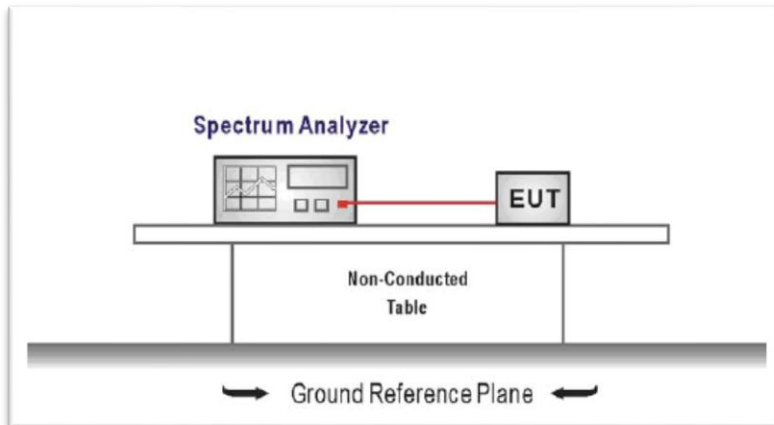 Spectrum Analyzer
EUT
Non-Conducted
Table
Ground Reference Plane